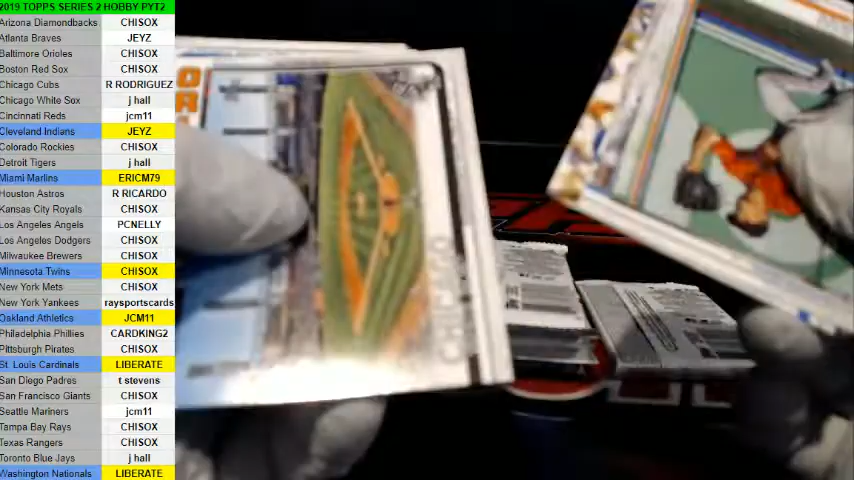 2019 TOPPS SERIES 2 HOBBY PYT2
Arizona Diamondbacks CHISOX
Atlanta Braves JEYZ
Baltimore Orioles CHISOX
Boston Red Sox CHISOX
Chicago Cubs R RODRIGUEZ
Chicago White Sox j hall
Cincinnati Reds jcm11
Cleveland Indians JEYZ
Colorado Rockies CHISOX
Detroit Tigers j hall
Miami Marlins ERICM79
Houston Astros R RICARDO
Kansas City Royals CHISOX
Los Angeles Angels PCNELLY
Los Angeles Dodgers CHISOX
Milwaukee Brewers CHISOX
Minnesota Twins CHISOX
New York Mets CHISOX
New York Yankees raysportscards
Oakland Athletics JCM11
Philadelphia Phillies CARDKING2
Pittsburgh Pirates CHISOX
St. Louis Cardinals LIBERATE
San Diego Padres t stevens
San Francisco Giants CHISOX
Seattle Mariners jcm11
Tampa Bay Rays CHISOX
Texas Rangers CHISOX
Toronto Blue Jays j hall
Washington Nationals LIBERATE